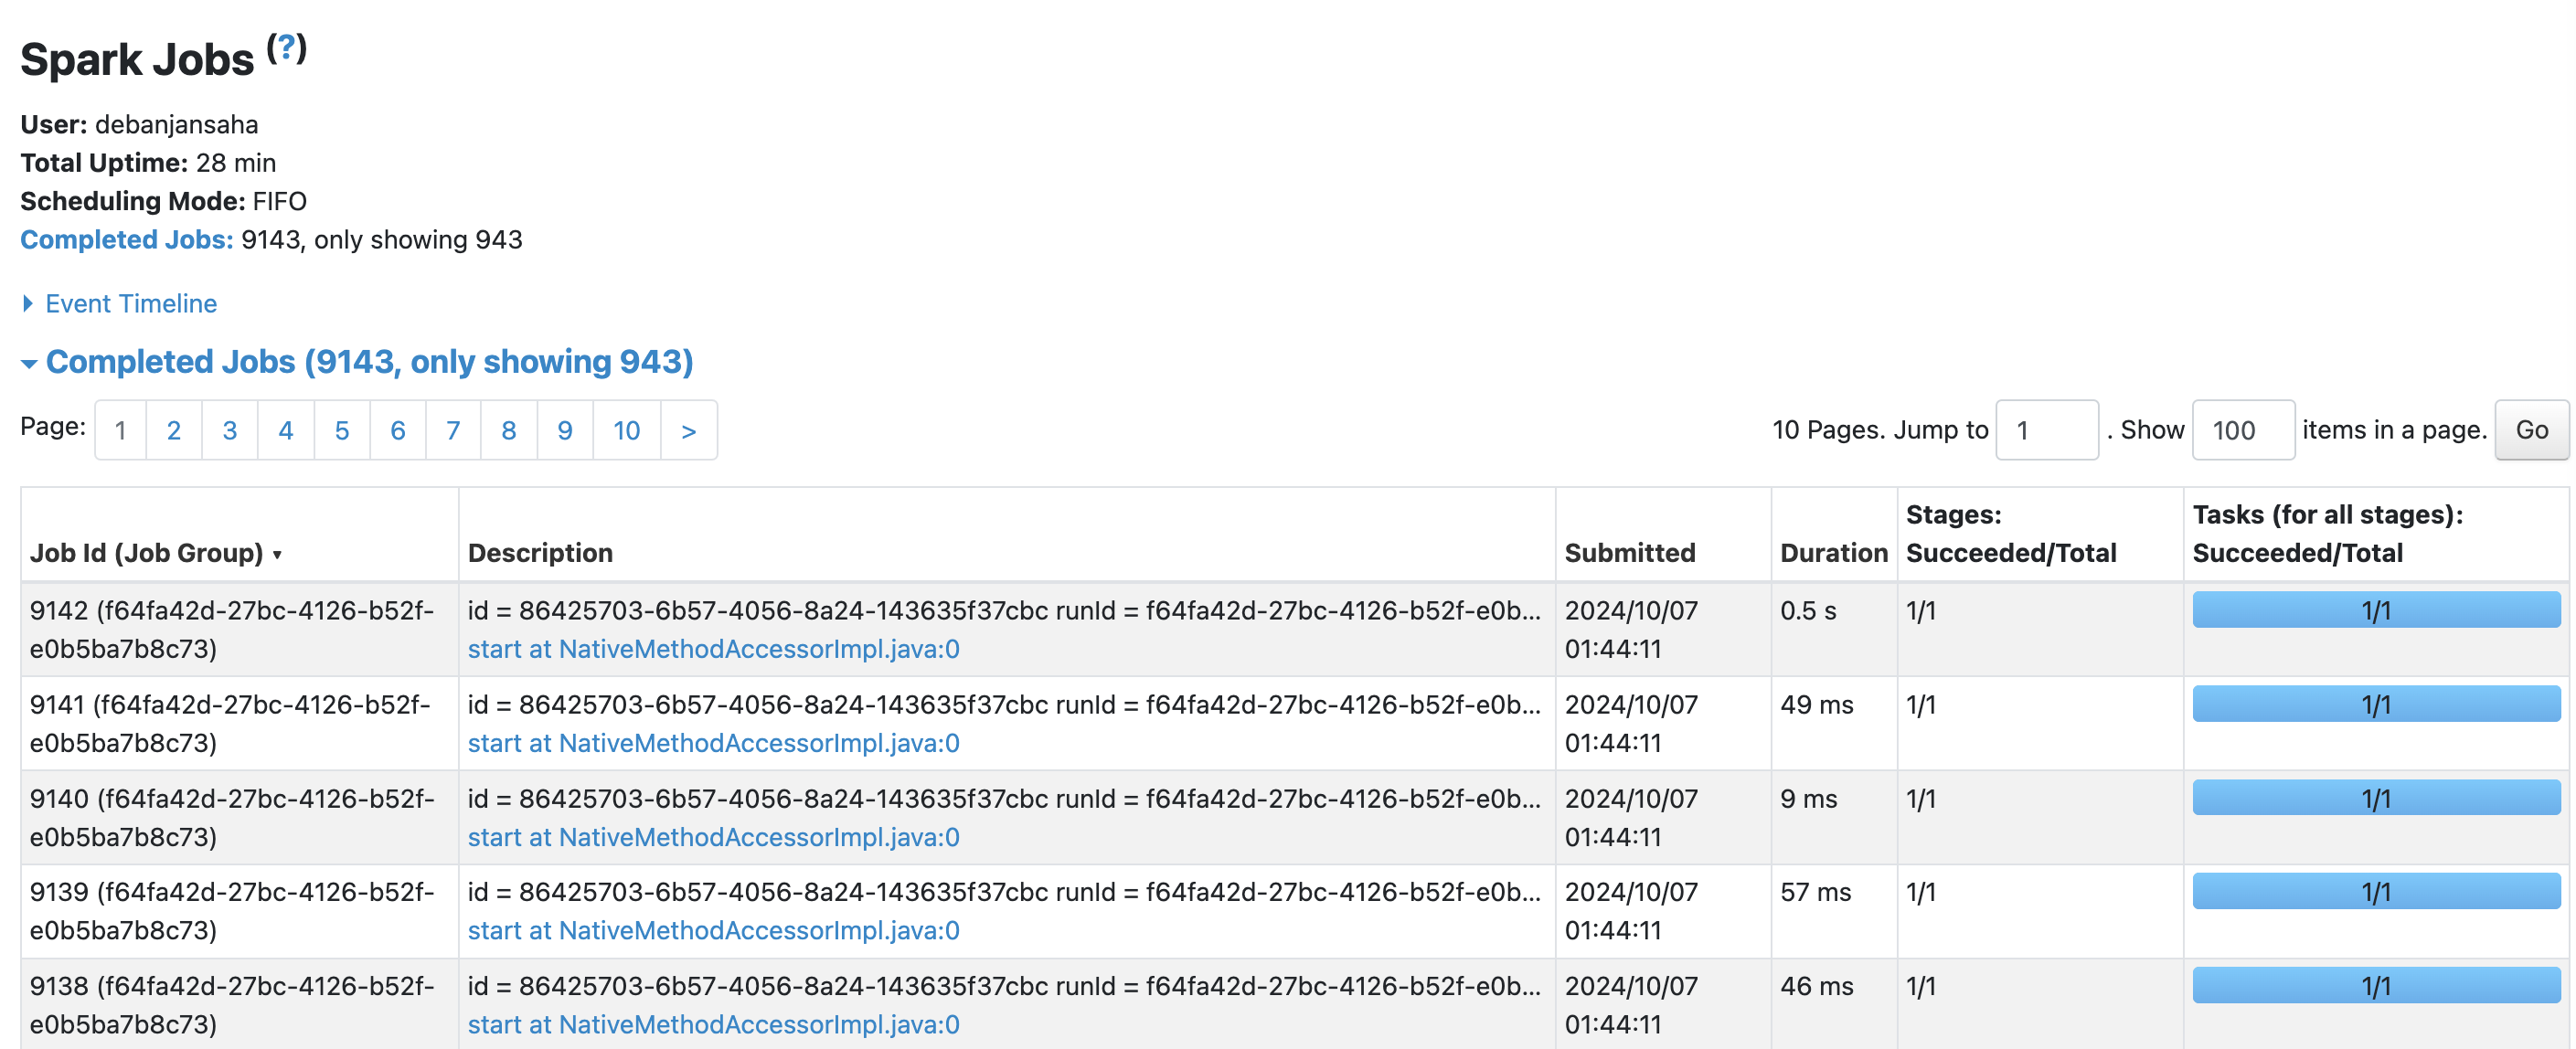 Spark Jobs (?)
User: debanjansaha
Total Uptime: 28 min
Scheduling Mode: FIFO
Completed Jobs: 9143, only showing 943
Event Timeline
Completed Jobs (9143, only showing 943)
Page: 1 2 3 4 5 6 7 8 9 10 > 10 Pages. Jump to 1 . Show 100 items in a page. Go
Stages: Tasks (for all stages):
Job Id (Job Group) ▾ Description Submitted Duration Succeeded/Total Succeeded/Total
9142 (f64fa42d-27bc-4126-b52f- id = 86425703-6b57-4056-8a24-143635f37cbc runId = f64fa42d-27bc-4126-b52f-e0b... 2024/10/07 0.5 s 1/1 1/1
e0b5ba7b8c73) start at NativeMethodAccessorImpl.java:0 01:44:11
9141 (f64fa42d-27bc-4126-b52f- id = 86425703-6b57-4056-8a24-143635f37cbc runId = f64fa42d-27bc-4126-b52f-e0b... 2024/10/07 49 ms 1/1 1/1
e0b5ba7b8c73) start at NativeMethodAccessorImpl.java:0 01:44:11
9140 (f64fa42d-27bc-4126-b52f- id = 86425703-6b57-4056-8a24-143635f37cbc runId = f64fa42d-27bc-4126-b52f-e0b... 2024/10/07 9 ms 1/1 1/1
e0b5ba7b8c73) start at NativeMethodAccessorImpl.java:0 01:44:11
9139 (f64fa42d-27bc-4126-b52f- id = 86425703-6b57-4056-8a24-143635f37cbc runId = f64fa42d-27bc-4126-b52f-e0b... 2024/10/07 57 ms 1/1 1/1
e0b5ba7b8c73) start at NativeMethodAccessorImpl.java:0 01:44:11
9138 (f64fa42d-27bc-4126-b52f- id = 86425703-6b57-4056-8a24-143635f37cbc runId = f64fa42d-27bc-4126-b52f-e0b... 2024/10/07 46 ms 1/1 1/1
e0b5ba7b8c73) start at NativeMethodAccessorImpl.java:0 01:44:11